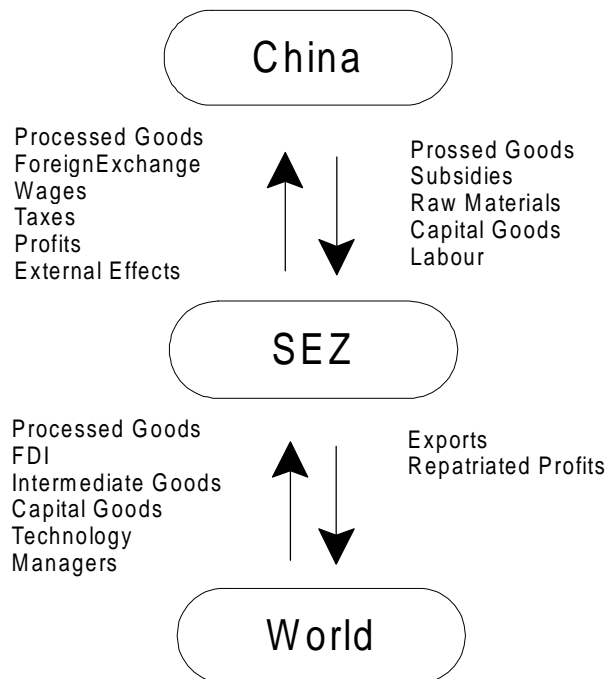 China
Processed Goods
ForeignExchange
Wages
Taxes
Profits
External Effects
Prossed Goods
Subsidies
Raw Materials
Capital Goods
Labour
SEZ
Processed Goods
FDI
Intermediate Goods
Capital Goods
Technology
Managers
Exports
Repatriated Profits
World